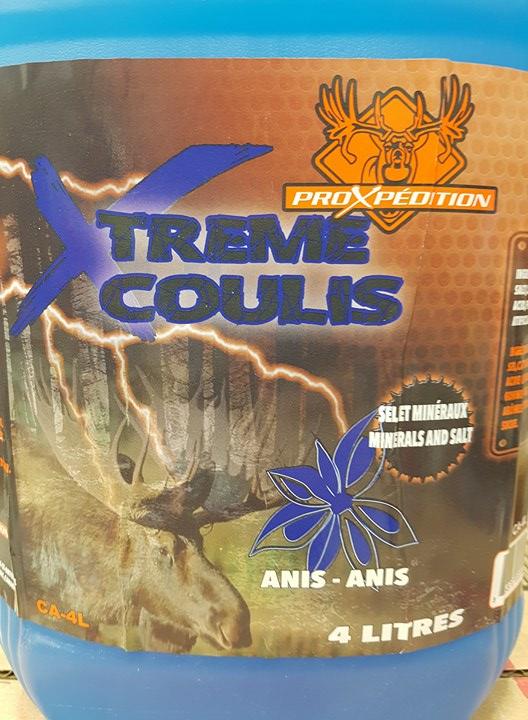 PROXPÉDITION
XTREME
COULIS
SEL ET MINÉRAUX
MINERALS AND SALT
ANIS - ANIS
CA-4L
4 LITRES